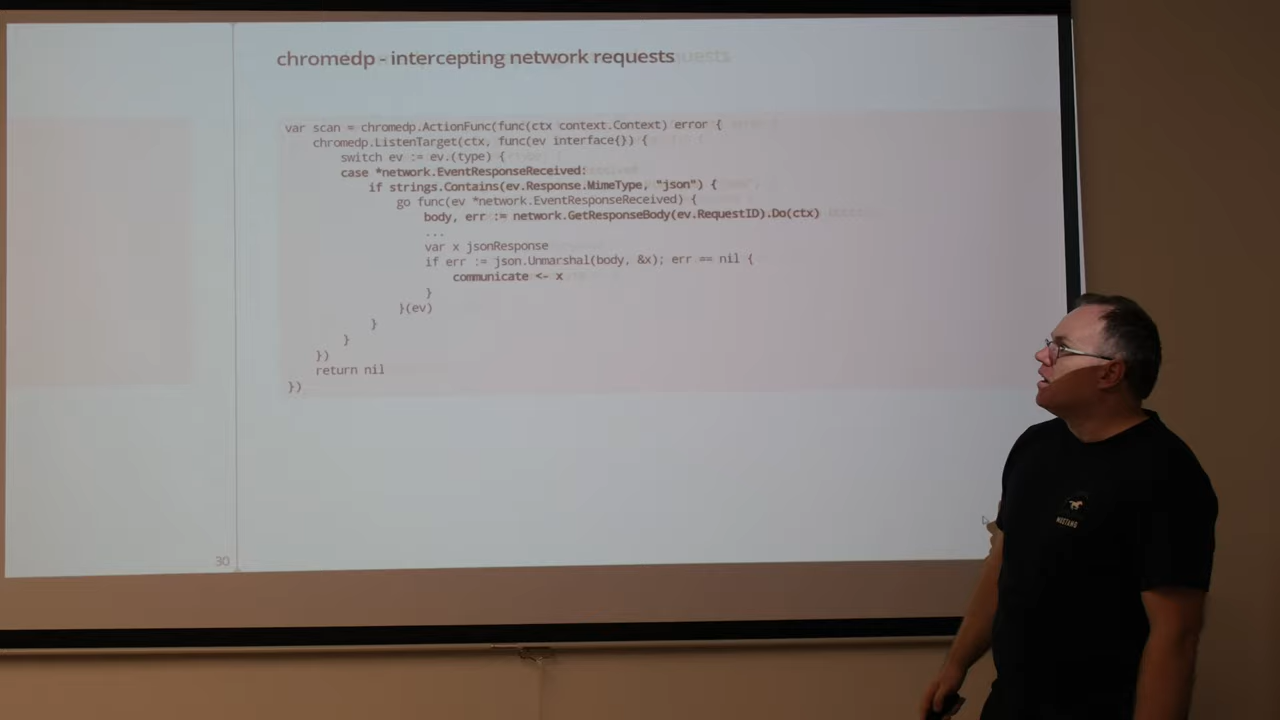 chromedp - intercepting network requests
var scan = chromedp.ActionFunc(func(ctx context.Context) error {
chromedp.ListenTarget(ctx, func(ev interface{}) {
switch ev := ev.(type) {
case *network.EventResponseReceived:
if strings.Contains(ev.Response.MimeType, "json") {
go func(ev *network.EventResponseReceived) {
body, err := network.GetResponseBody(ev.RequestID).Do(ctx)
...
var x jsonResponse
if err := json.Unmarshal(body, &x); err == nil {
communicate <- x
}
}(ev)
}
}
})
return nil
})
30
MUSTANG